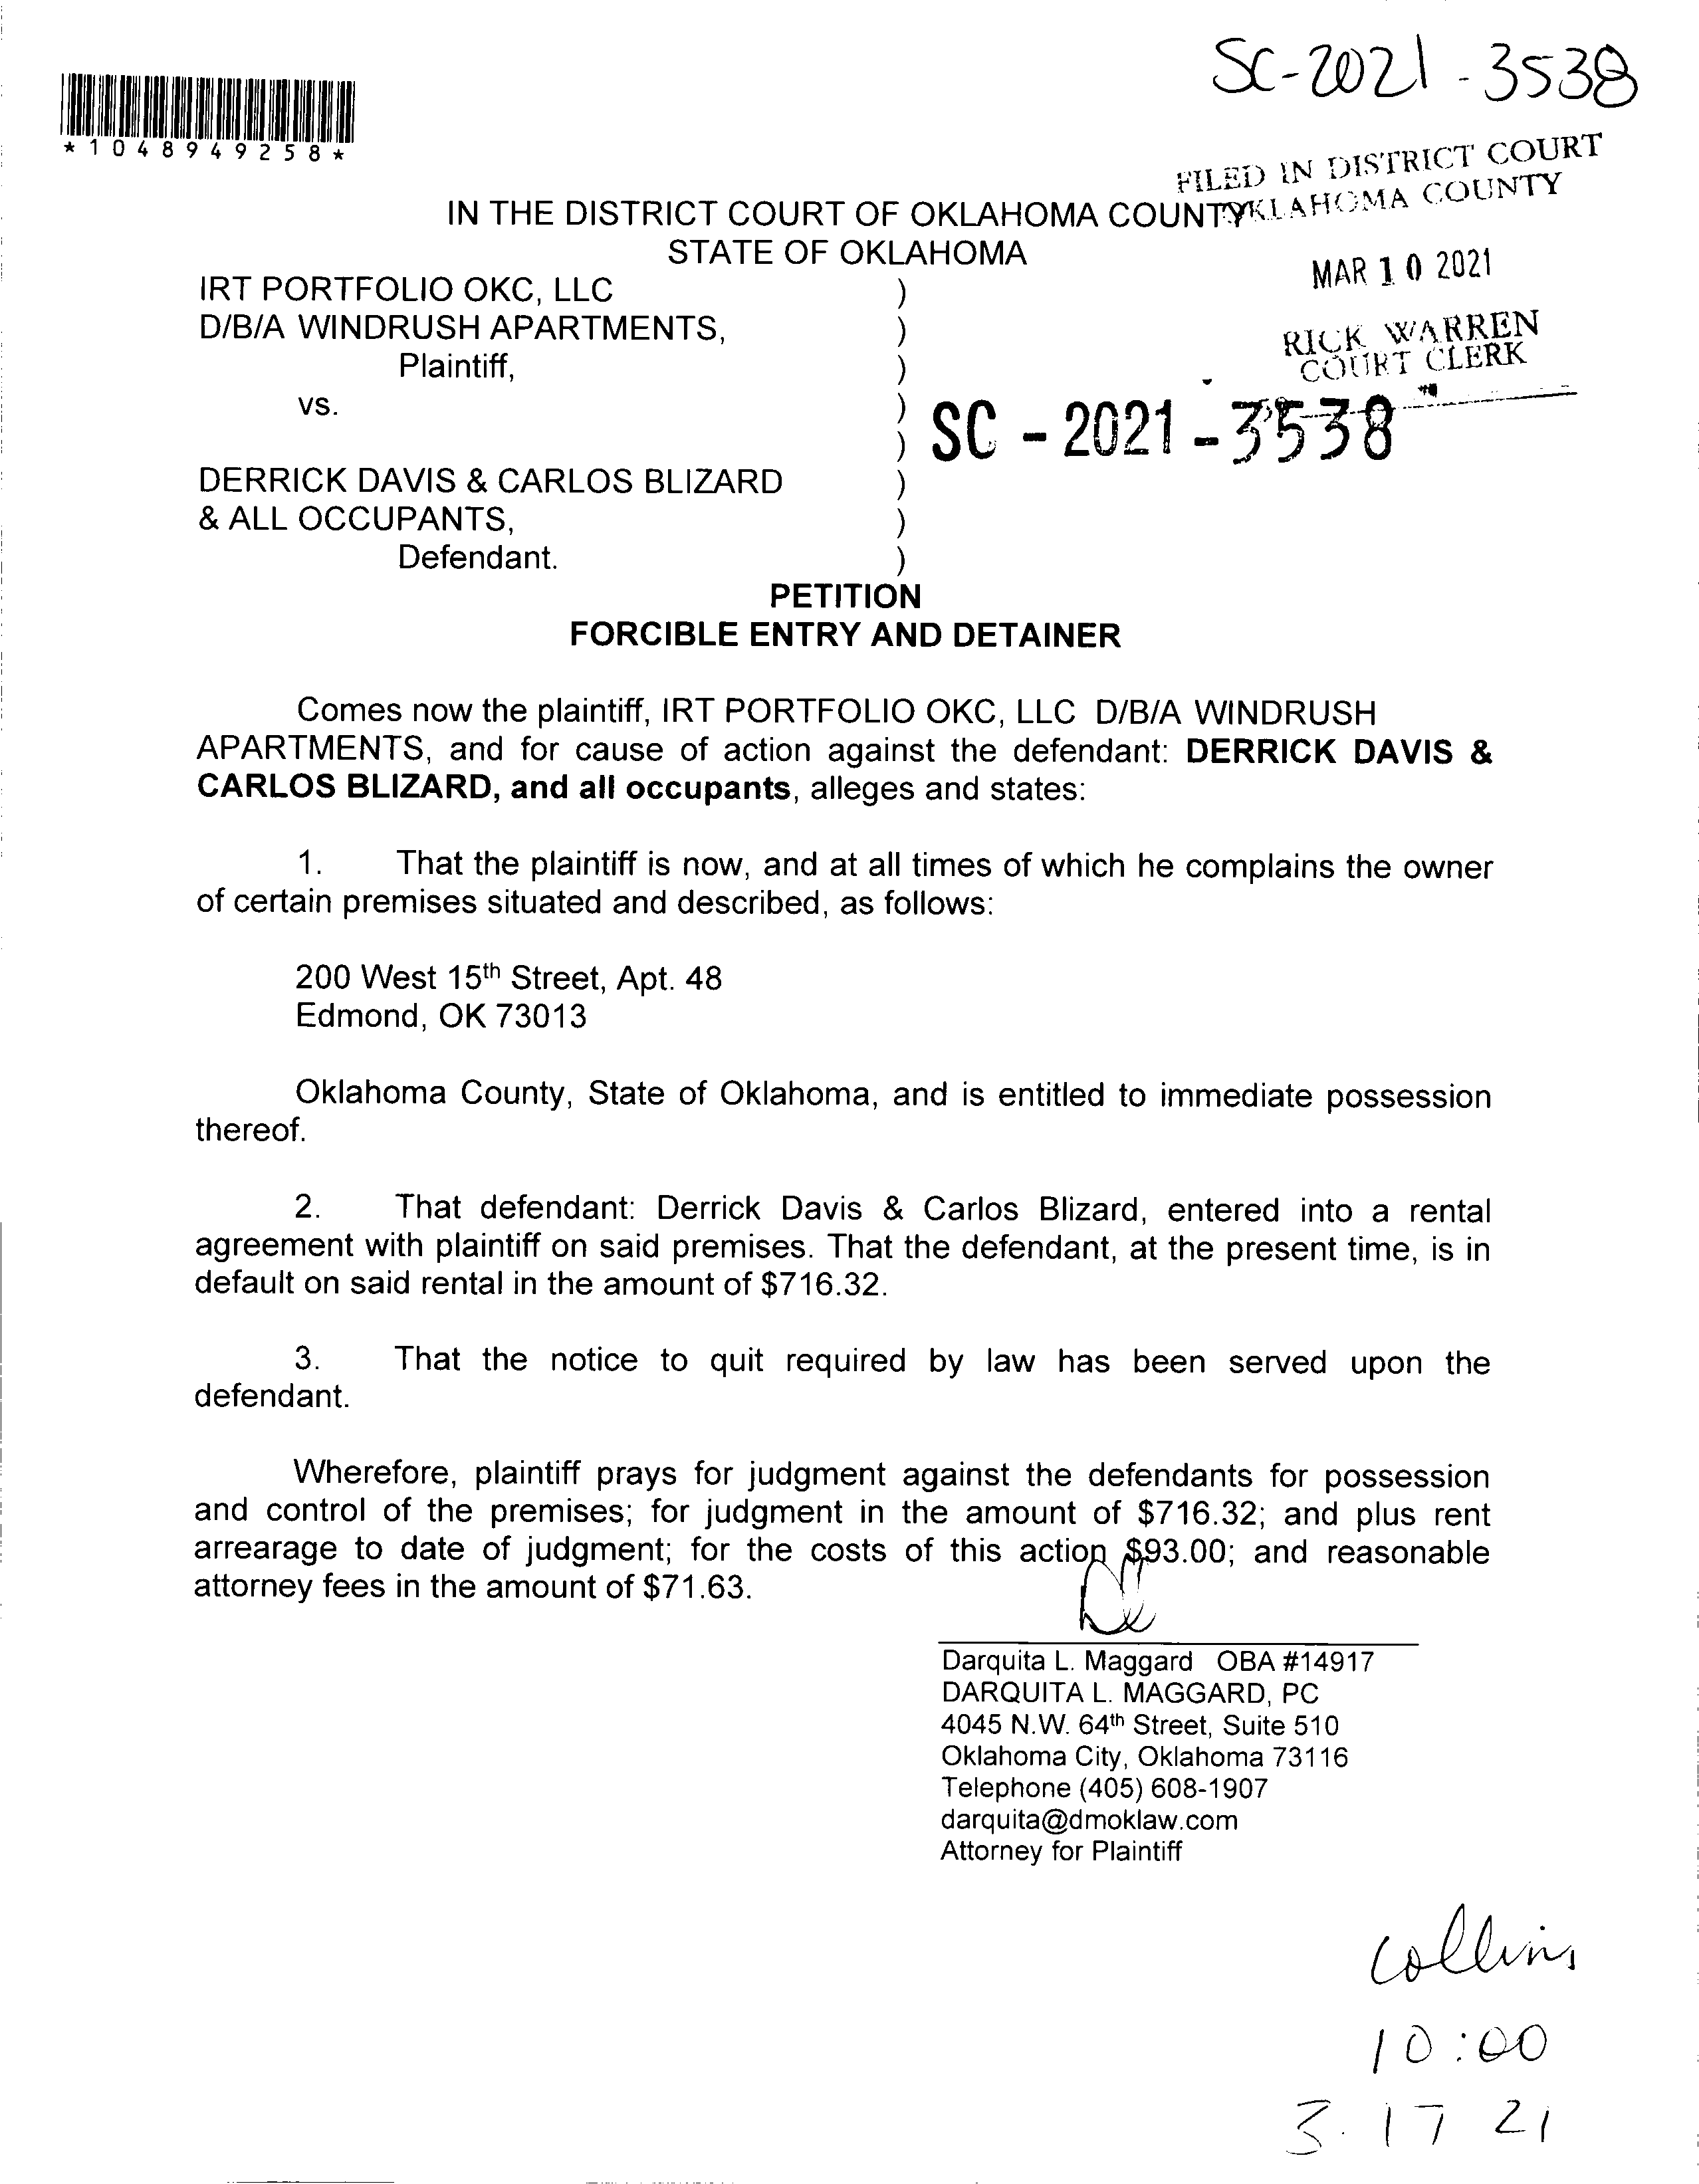 SC-2021-3538
*1048949258*
FILED IN DISTRICT COURT
OKLAHOMA COUNTY
IN THE DISTRICT COURT OF OKLAHOMA COUNTY
STATE OF OKLAHOMA
MAR 10 2021
IRT PORTFOLIO OKC, LLC )
D/B/A WINDRUSH APARTMENTS, )
RICK WARREN
COURT CLERK
Plaintiff, )
vs. )
) SC - 2021 - 3538
DERRICK DAVIS & CARLOS BLIZARD )
& ALL OCCUPANTS, )
Defendant. )
PETITION
FORCIBLE ENTRY AND DETAINER
Comes now the plaintiff, IRT PORTFOLIO OKC, LLC D/B/A WINDRUSH
APARTMENTS, and for cause of action against the defendant: DERRICK DAVIS &
CARLOS BLIZARD, and all occupants, alleges and states:
1. That the plaintiff is now, and at all times of which he complains the owner
of certain premises situated and described, as follows:
200 West 15th Street, Apt. 48
Edmond, OK 73013
Oklahoma County, State of Oklahoma, and is entitled to immediate possession
thereof.
2. That defendant: Derrick Davis & Carlos Blizard, entered into a rental
agreement with plaintiff on said premises. That the defendant, at the present time, is in
default on said rental in the amount of $716.32.
3. That the notice to quit required by law has been served upon the
defendant.
Wherefore, plaintiff prays for judgment against the defendants for possession
and control of the premises; for judgment in the amount of $716.32; and plus rent
arrearage to date of judgment; for the costs of this action $93.00; and reasonable
attorney fees in the amount of $71.63.
Darquita L. Maggard OBA #14917
DARQUITA L. MAGGARD, PC
4045 N.W. 64th Street, Suite 510
Oklahoma City, Oklahoma 73116
Telephone (405) 608-1907
darquita@dmoklaw.com
Attorney for Plaintiff
Collins
10:00
3.17 21